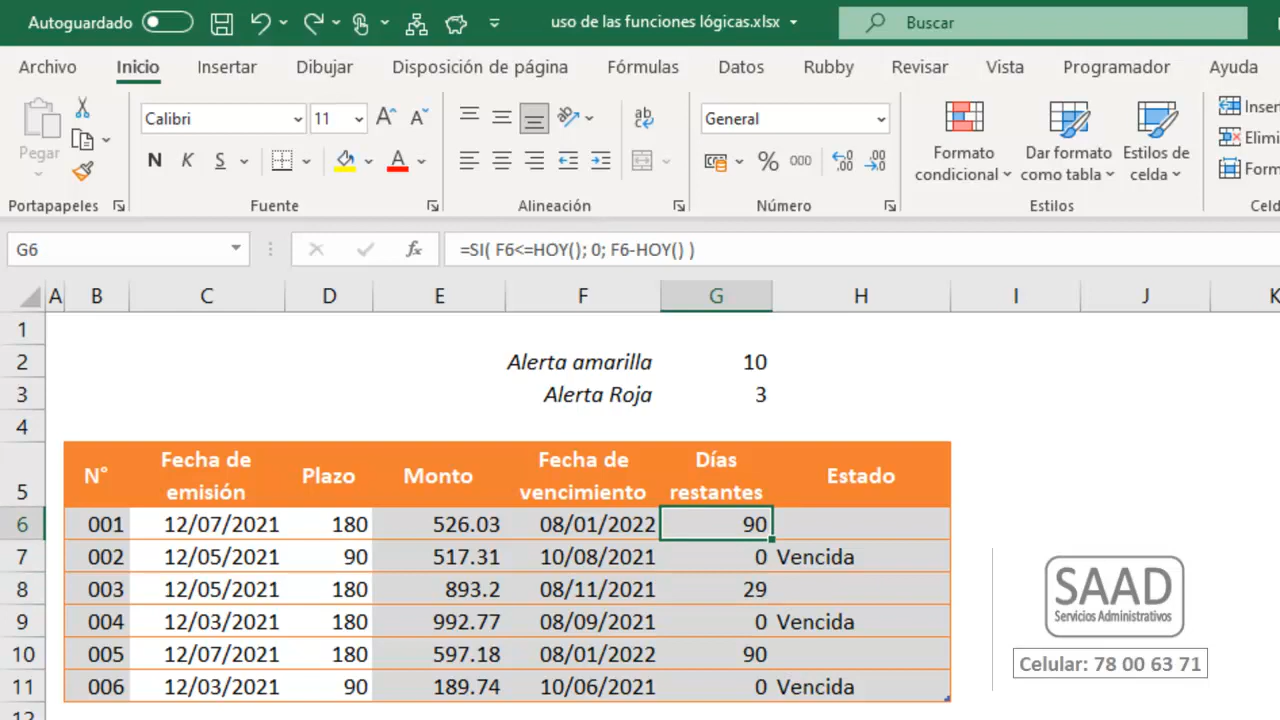 Autoguardado
uso de las funciones lógicas.xlsx
Buscar
Archivo Inicio Insertar Dibujar Disposición de página Fórmulas Datos Rubby Revisar Vista Programador Ayuda
Calibri 11
General
Pegar
N K S
% 000
Formato condicional
Dar formato como tabla
Estilos de celda
Inser
Elimi
Form
Portapapeles Fuente Alineación Número Estilos Celd
G6 fx =SI( F6<=HOY(); 0; F6-HOY() )
A B C D E F G H I J K
1
2 Alerta amarilla 10
3 Alerta Roja 3
4
5 N° Fecha de emisión Plazo Monto Fecha de vencimiento Días restantes Estado
6 001 12/07/2021 180 526.03 08/01/2022 90
7 002 12/05/2021 90 517.31 10/08/2021 0 Vencida
8 003 12/05/2021 180 893.2 08/11/2021 29
9 004 12/03/2021 180 992.77 08/09/2021 0 Vencida
10 005 12/07/2021 180 597.18 08/01/2022 90
11 006 12/03/2021 90 189.74 10/06/2021 0 Vencida
12
SAAD
Servicios Administrativos
Celular: 78 00 63 71